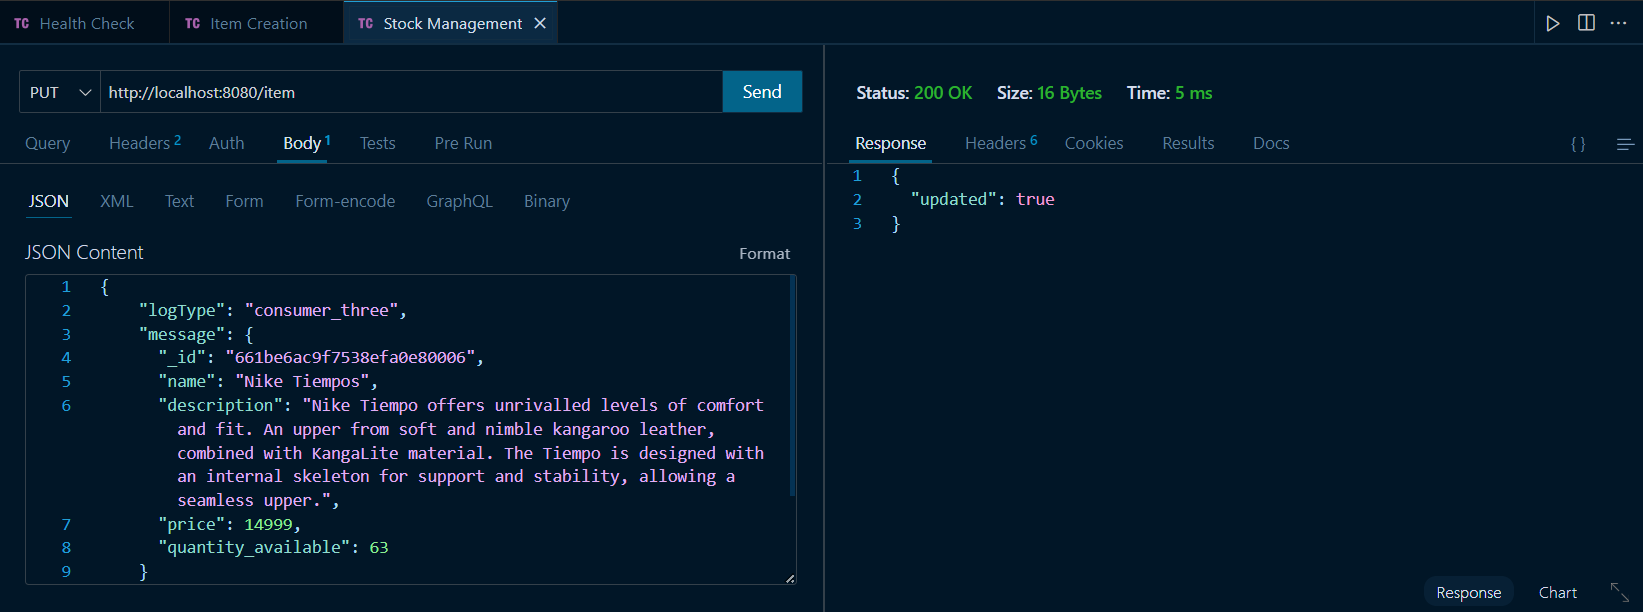 TC Health Check TC Item Creation TC Stock Management
PUT http://localhost:8080/item Send
Query Headers 2 Auth Body 1 Tests Pre Run
JSON XML Text Form Form-encode GraphQL Binary
JSON Content Format
1 {
2 "logType": "consumer_three",
3 "message": {
4 "_id": "661be6ac9f7538efa0e80006",
5 "name": "Nike Tiempos",
6 "description": "Nike Tiempo offers unrivalled levels of comfort
and fit. An upper from soft and nimble kangaroo leather,
combined with KangaLite material. The Tiempo is designed with
an internal skeleton for support and stability, allowing a
seamless upper.",
7 "price": 14999,
8 "quantity_available": 63
9 }
Status: 200 OK Size: 16 Bytes Time: 5 ms
Response Headers 6 Cookies Results Docs {}
1 {
2 "updated": true
3 }
Response Chart